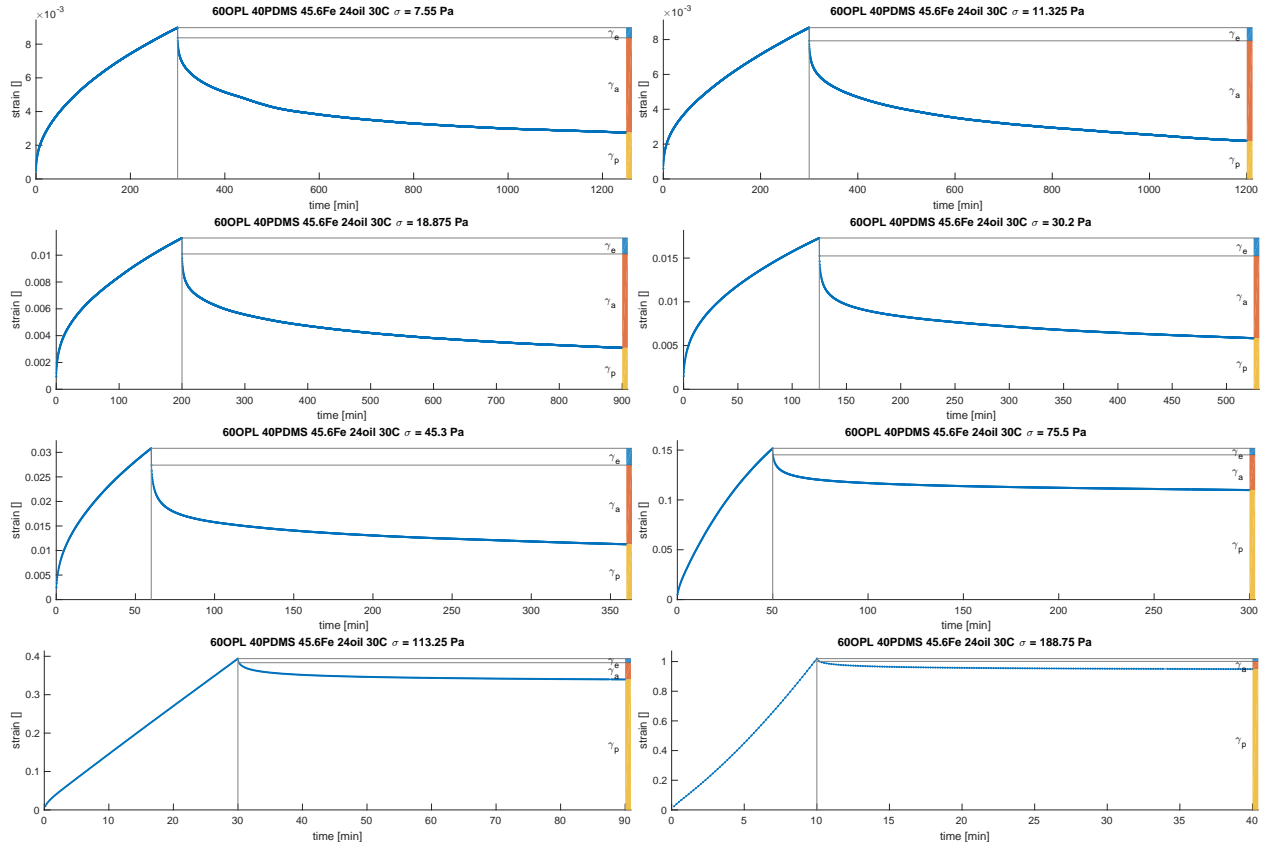 60OPL 40PDMS 45.6Fe 24oil 30C σ = 7.55 Pa
×10⁻³
8
6
4
2
0
strain []
γe
γa
γp
0 200 400 600 800 1000 1200
time [min]
60OPL 40PDMS 45.6Fe 24oil 30C σ = 11.325 Pa
×10⁻³
8
6
4
2
0
strain []
γe
γa
γp
0 200 400 600 800 1000 1200
time [min]
60OPL 40PDMS 45.6Fe 24oil 30C σ = 18.875 Pa
0.01
0.008
0.006
0.004
0.002
0
strain []
γe
γa
γp
0 100 200 300 400 500 600 700 800 900
time [min]
60OPL 40PDMS 45.6Fe 24oil 30C σ = 30.2 Pa
0.015
0.01
0.005
0
strain []
γe
γa
γp
0 50 100 150 200 250 300 350 400 450 500
time [min]
60OPL 40PDMS 45.6Fe 24oil 30C σ = 45.3 Pa
0.03
0.025
0.02
0.015
0.01
0.005
0
strain []
γe
γa
γp
0 50 100 150 200 250 300 350
time [min]
60OPL 40PDMS 45.6Fe 24oil 30C σ = 75.5 Pa
0.15
0.1
0.05
0
strain []
γe
γa
γp
0 50 100 150 200 250 300
time [min]
60OPL 40PDMS 45.6Fe 24oil 30C σ = 113.25 Pa
0.4
0.3
0.2
0.1
0
strain []
γe
γa
γp
0 10 20 30 40 50 60 70 80 90
time [min]
60OPL 40PDMS 45.6Fe 24oil 30C σ = 188.75 Pa
1
0.8
0.6
0.4
0.2
0
strain []
γa
γp
0 5 10 15 20 25 30 35 40
time [min]